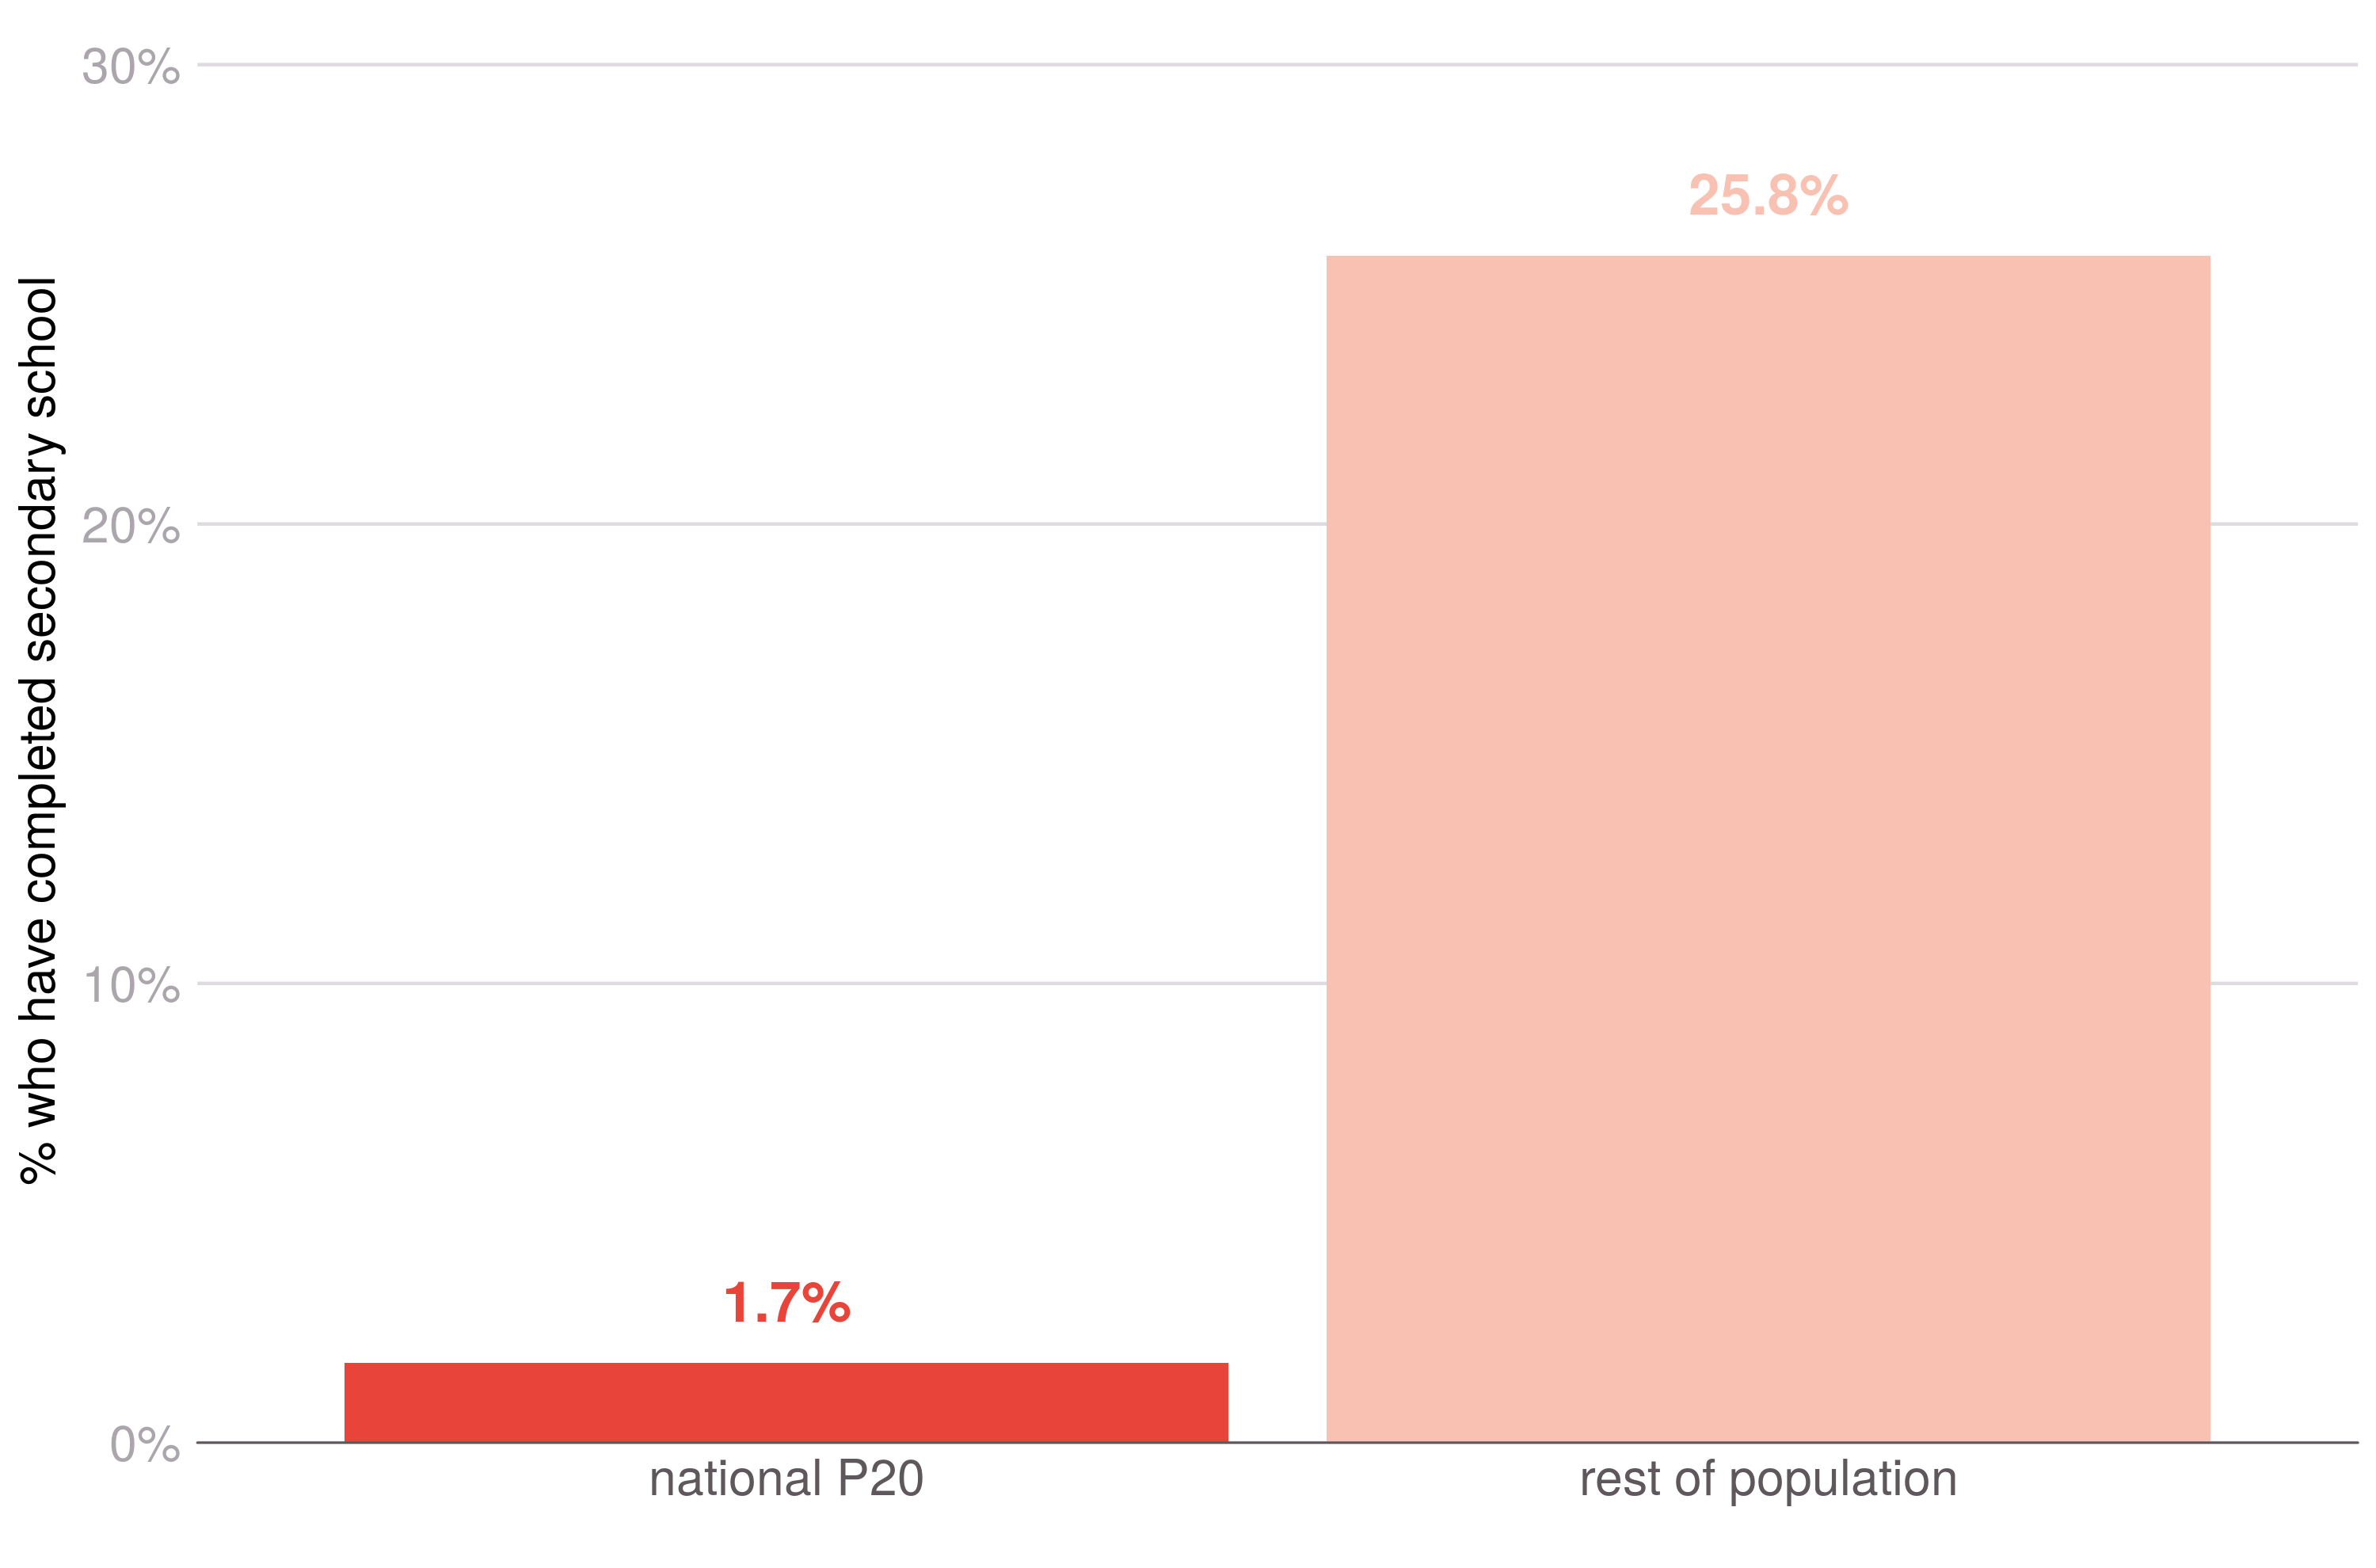 % who have completed secondary school
30%
20%
10%
0%
25.8%
1.7%
national P20
rest of population